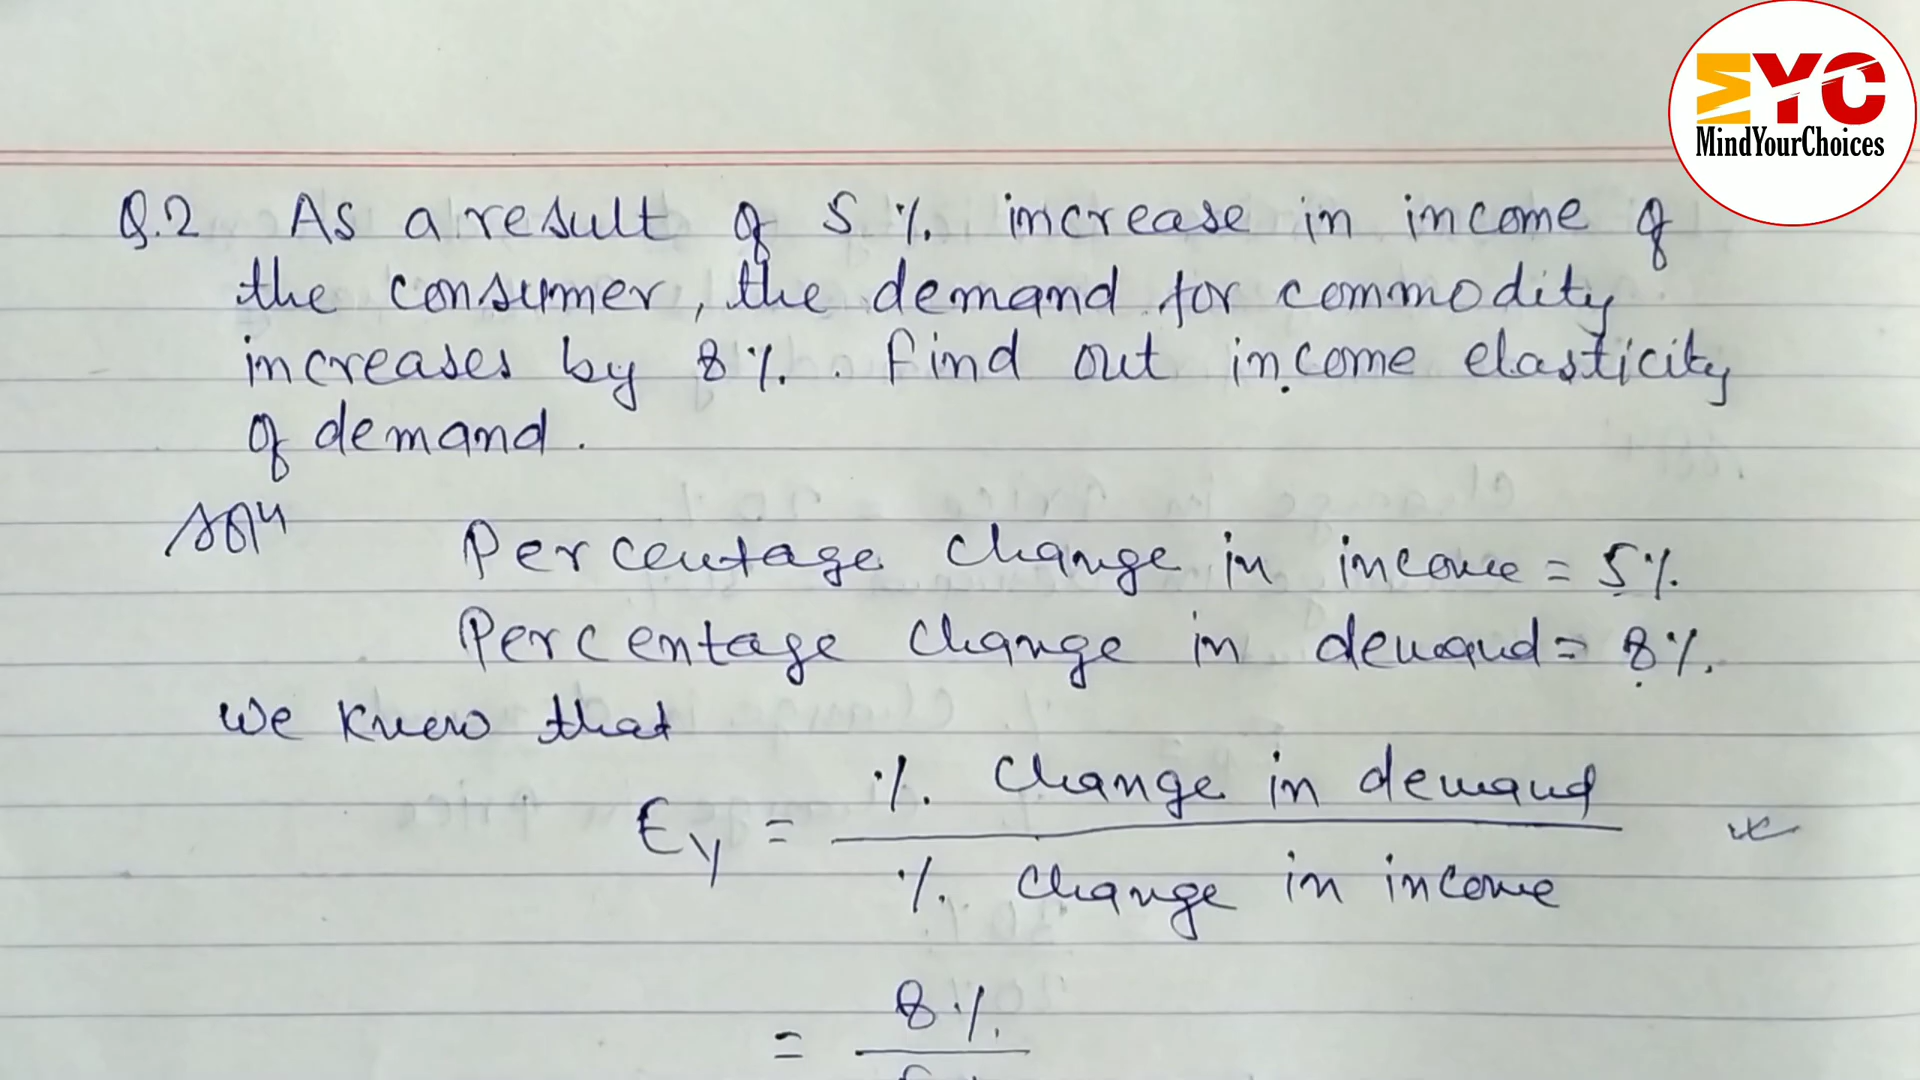 MYC
MindYourChoices
Q.2 As a result of 5 %. increase in income of
the consumer, the demand for commodity
increases by 8 %. . Find out income elasticity
of demand.
Solⁿ
Percentage change in income = 5%.
Percentage change in demand = 8%.
we know that
%. change in demand
Ey =
%. change in income
8 %.
=